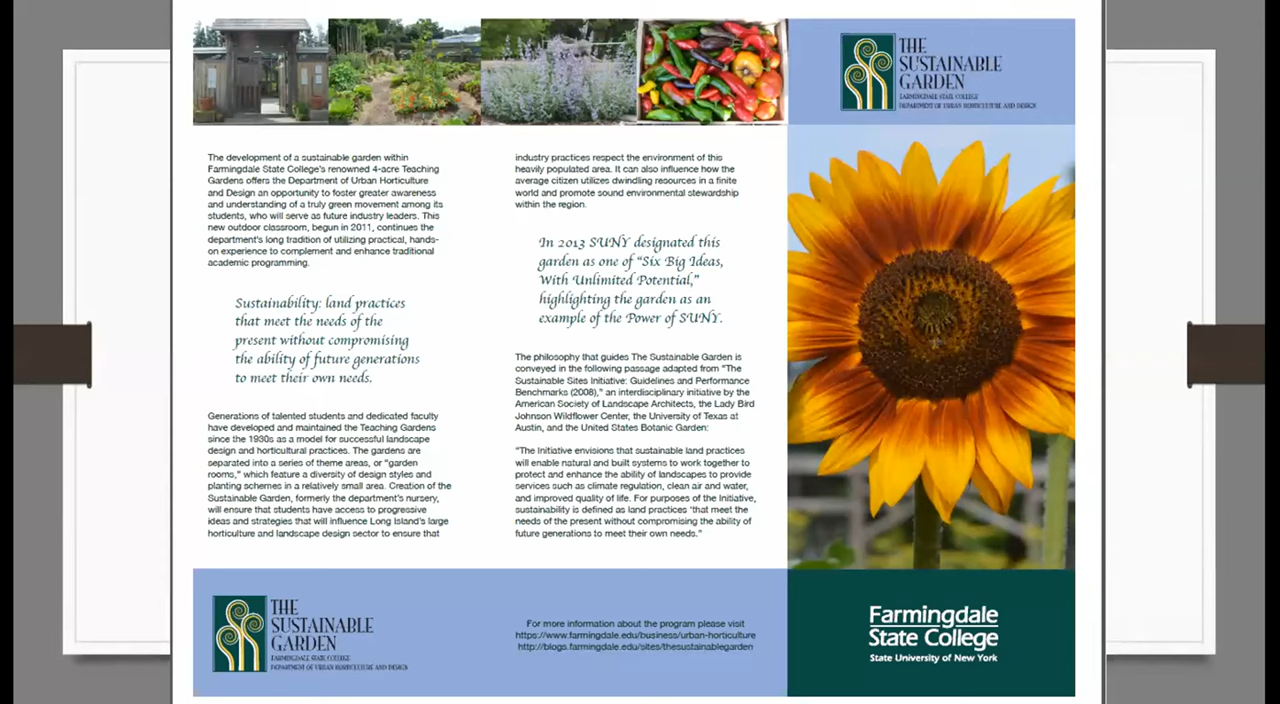 THE
SUSTAINABLE
GARDEN
FARMINGDALE STATE COLLEGE
DEPARTMENT OF URBAN HORTICULTURE AND DESIGN
The development of a sustainable garden within
Farmingdale State College's renowned 4-acre Teaching
Gardens offers the Department of Urban Horticulture
and Design an opportunity to foster greater awareness
and understanding of a truly green movement among its
students, who will serve as future industry leaders. This
new outdoor classroom, begun in 2011, continues the
department's long tradition of utilizing practical, hands-
on experience to complement and enhance traditional
academic programming.
Sustainability: land practices
that meet the needs of the
present without compromising
the ability of future generations
to meet their own needs.
Generations of talented students and dedicated faculty
have developed and maintained the Teaching Gardens
since the 1930s as a model for successful landscape
design and horticultural practices. The gardens are
separated into a series of theme areas, or "garden
rooms," which feature a diversity of design styles and
planting schemes in a relatively small area. Creation of the
Sustainable Garden, formerly the department's nursery,
will ensure that students have access to progressive
ideas and strategies that will influence Long Island's large
horticulture and landscape design sector to ensure that
industry practices respect the environment of this
heavily populated area. It can also influence how the
average citizen utilizes dwindling resources in a finite
world and promote sound environmental stewardship
within the region.
In 2013 SUNY designated this
garden as one of "Six Big Ideas,
With Unlimited Potential,"
highlighting the garden as an
example of the Power of SUNY.
The philosophy that guides The Sustainable Garden is
conveyed in the following passage adapted from "The
Sustainable Sites Initiative: Guidelines and Performance
Benchmarks (2008)," an interdisciplinary initiative by the
American Society of Landscape Architects, the Lady Bird
Johnson Wildflower Center, the University of Texas at
Austin, and the United States Botanic Garden:
"The Initiative envisions that sustainable land practices
will enable natural and built systems to work together to
protect and enhance the ability of landscapes to provide
services such as climate regulation, clean air and water,
and improved quality of life. For purposes of the Initiative,
sustainability is defined as land practices 'that meet the
needs of the present without compromising the ability of
future generations to meet their own needs."
THE
SUSTAINABLE
GARDEN
FARMINGDALE STATE COLLEGE
DEPARTMENT OF URBAN HORTICULTURE AND DESIGN
For more information about the program please visit
https://www.farmingdale.edu/business/urban-horticulture
http://blogs.farmingdale.edu/sites/thesustainablegarden
Farmingdale
State College
State University of New York